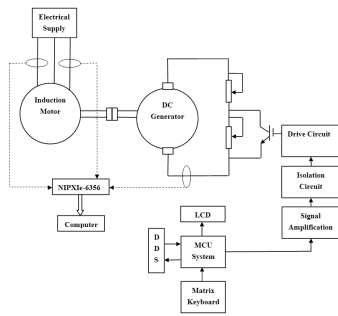 Electrical
Supply
Induction
Motor
DC
Generator
Drive Circuit
Isolation
Circuit
Signal
Amplification
NIPXIe-6356
Computer
LCD
D
D
S
MCU
System
Matrix
Keyboard